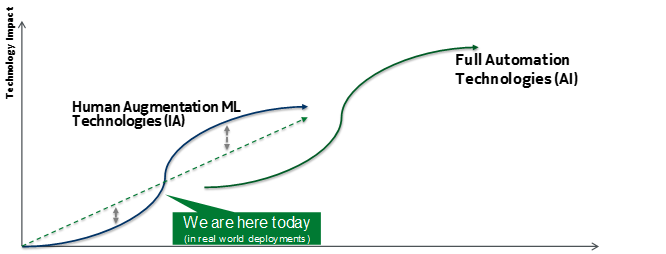 Technology Impact
Full Automation
Technologies (AI)
Human Augmentation ML
Technologies (IA)
We are here today
(in real world deployments)